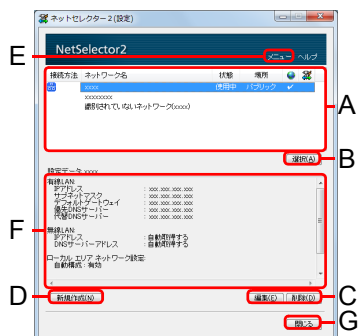 ネットセレクター2(設定)
NetSelector2
メニュー ヘルプ
E
接続方法 ネットワーク名 状態 場所
xxxx 使用中 パブリック
xxxxxxxx
識別されていないネットワーク(xxxx)
A
選択(A)
B
設定データ:xxxx
有線LAN:
IPアドレス : xxx.xxx.xxx.xxx
サブネットマスク : xxx.xxx.xxx.xxx
デフォルトゲートウェイ : xxx.xxx.xxx.xxx
優先DNSサーバー : xxx.xxx.xxx.xxx
代替DNSサーバー : xxx.xxx.xxx.xxx
無線LAN:
IPアドレス : 自動取得する
DNSサーバーアドレス : 自動取得する
ローカル エリア ネットワーク設定:
自動構成 : 有効
F
D
新規作成(N)
編集(E) 削除(D)
C
閉じる
G